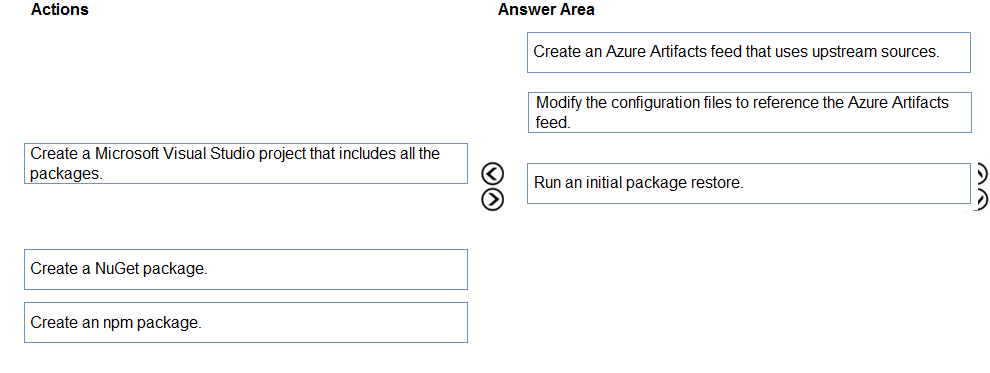 Actions
Answer Area
Create an Azure Artifacts feed that uses upstream sources.
Modify the configuration files to reference the Azure Artifacts
feed.
Create a Microsoft Visual Studio project that includes all the
packages.
Run an initial package restore.
Create a NuGet package.
Create an npm package.